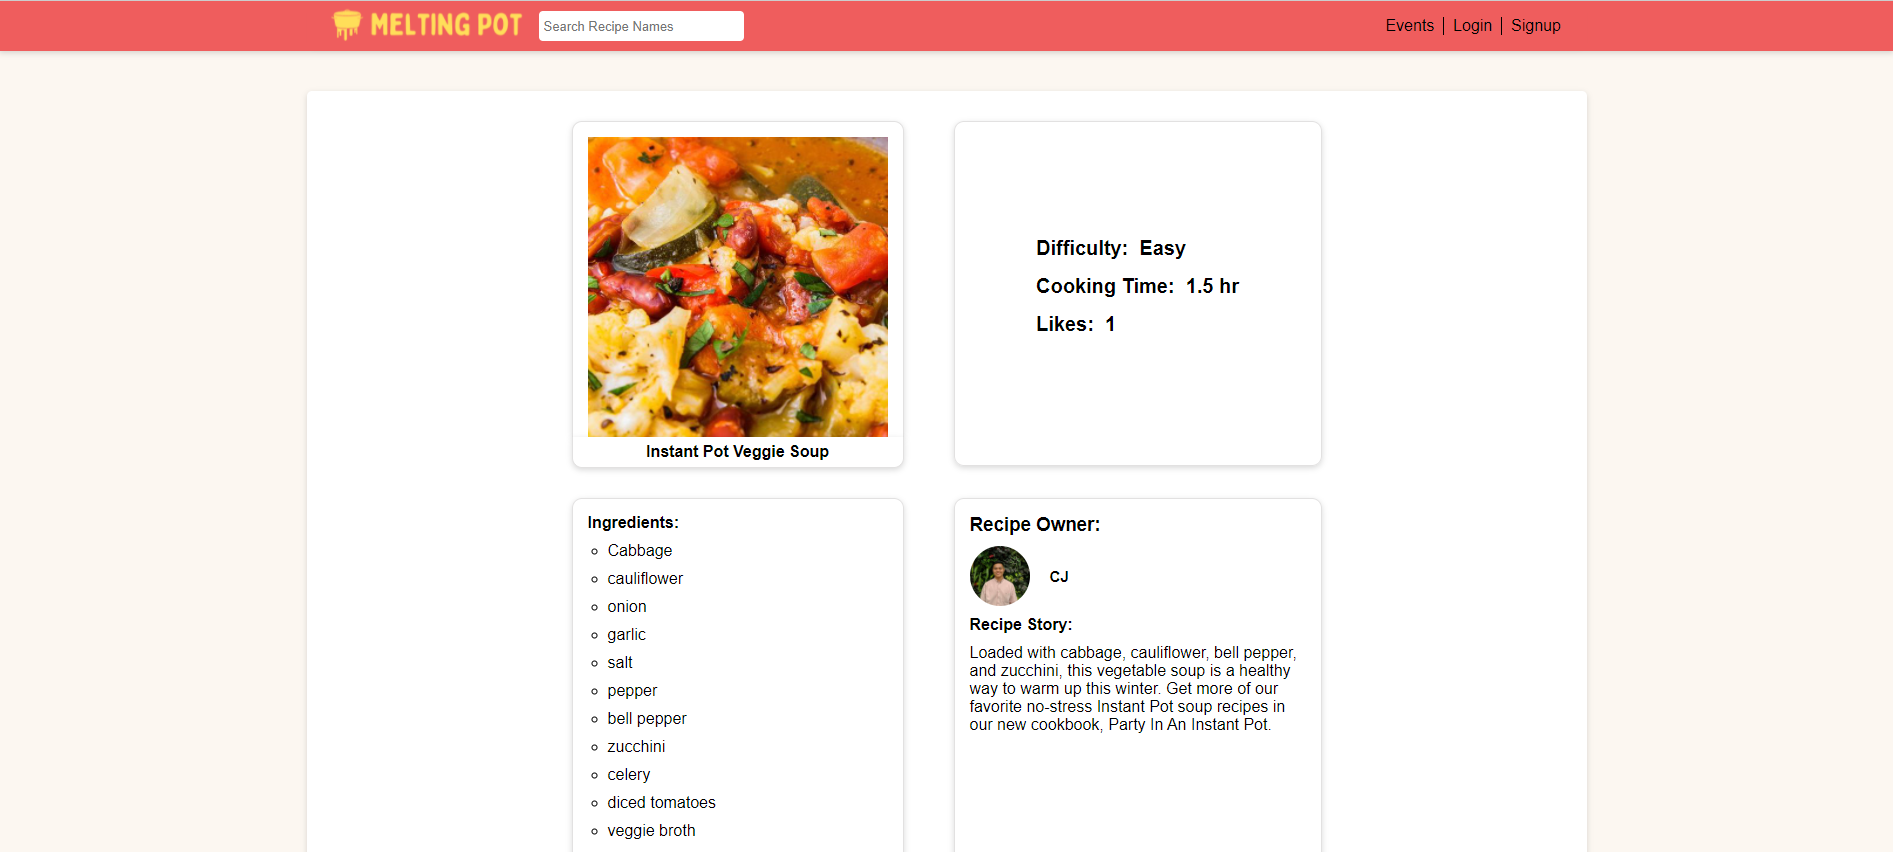 MELTING POT
Search Recipe Names
Events
Login
Signup
Instant Pot Veggie Soup
Difficulty: Easy
Cooking Time: 1.5 hr
Likes: 1
Ingredients:
Cabbage
cauliflower
onion
garlic
salt
pepper
bell pepper
zucchini
celery
diced tomatoes
veggie broth
Recipe Owner:
CJ
Recipe Story:
Loaded with cabbage, cauliflower, bell pepper,
and zucchini, this vegetable soup is a healthy
way to warm up this winter. Get more of our
favorite no-stress Instant Pot soup recipes in
our new cookbook, Party In An Instant Pot.